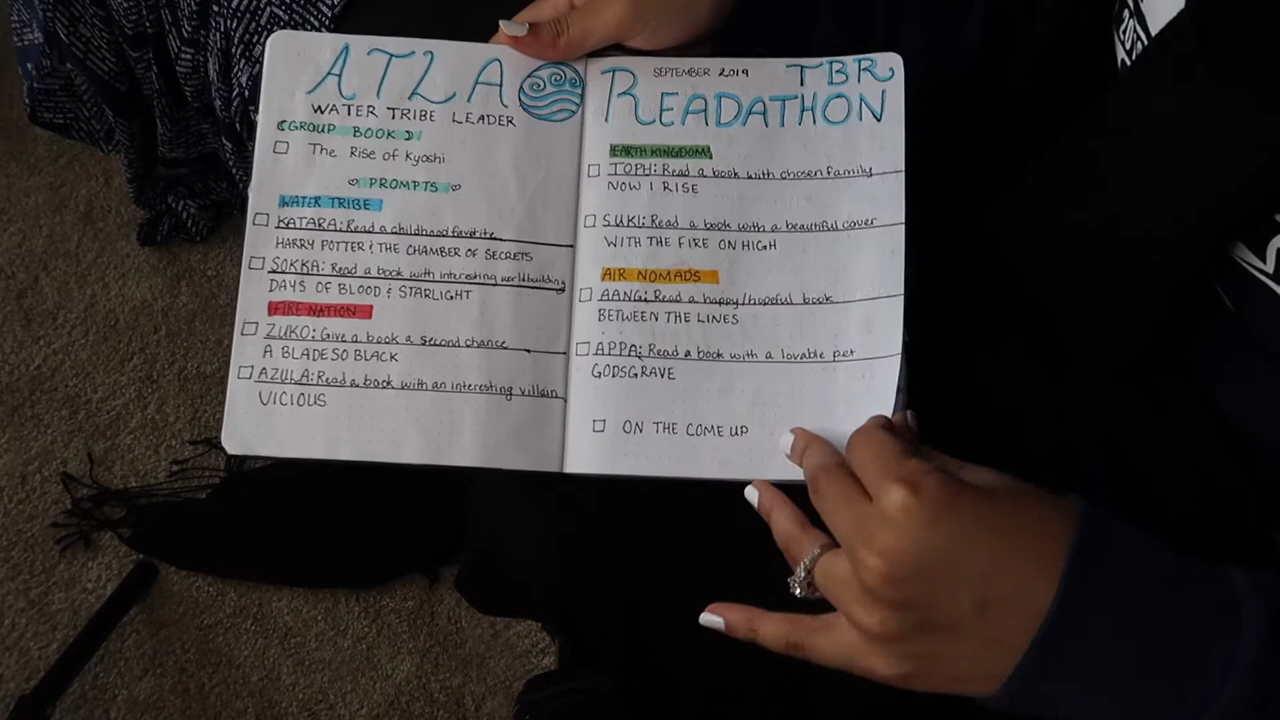 ATLA
WATER TRIBE LEADER
GROUP BOOK
The Rise of Kyoshi
PROMPTS
WATER TRIBE
KATARA: Read a childhood favorite
HARRY POTTER & THE CHAMBER OF SECRETS
SOKKA: Read a book with interesting worldbuilding
DAYS OF BLOOD & STARLIGHT
FIRE NATION
ZUKO: Give a book a second chance
A BLADE SO BLACK
AZULA: Read a book with an interesting villain
VICIOUS
SEPTEMBER 2019 TBR
READATHON
EARTH KINGDOM
TOPH: Read a book with chosen family
NOW I RISE
SUKI: Read a book with a beautiful cover
WITH THE FIRE ON HIGH
AIR NOMADS
AANG: Read a happy/hopeful book
BETWEEN THE LINES
APPA: Read a book with a lovable pet
GODSGRAVE
ON THE COME UP